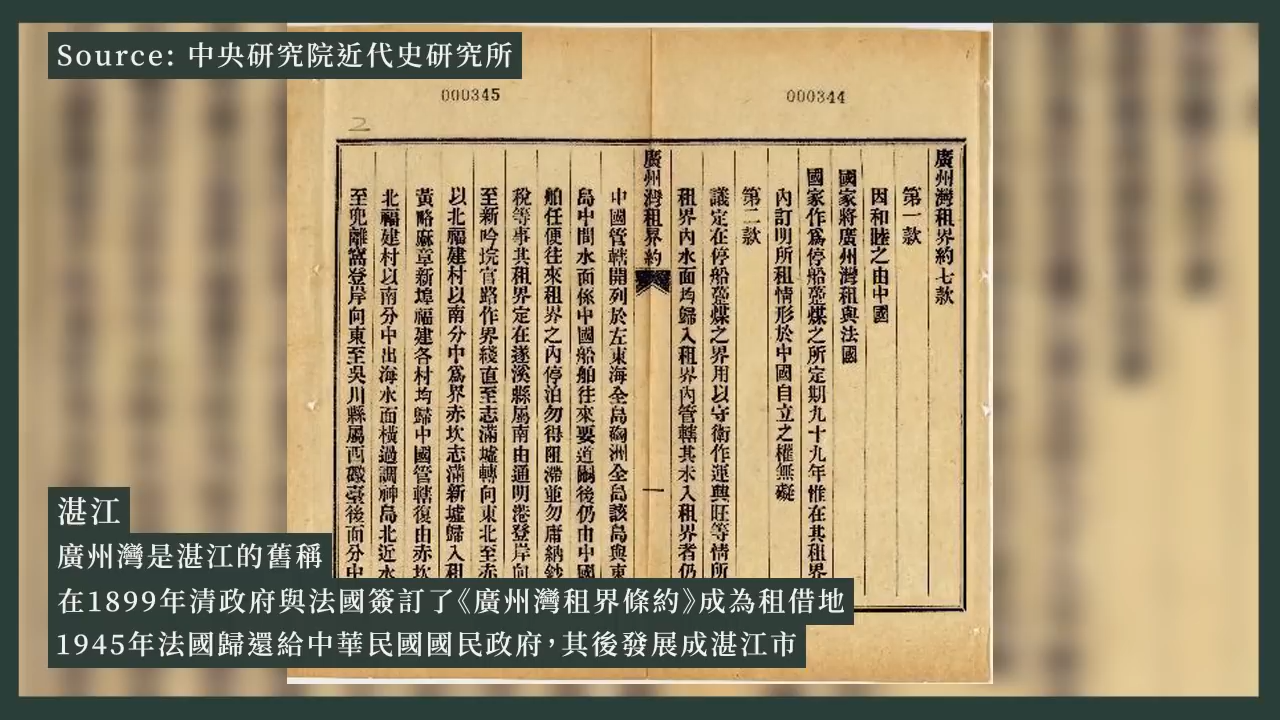 Source: 中央研究院近代史研究所
000345
000344
2
廣州灣租界約七款
第一款
因和睦之由中國
國家將廣州灣租與法國
國家作爲停船躉煤之所定期九十九年惟在其租界
內訂明所租情形於中國自立之權無礙
第二款
議定在停船躉煤之界用以守衛作運興旺等情所
租界內水面均歸入租界內管轄其未入租界者仍
廣州灣租界約
一
中國管轄開列於左東海全島硇洲全島該島與東
島中間水面係中國船舶往來要道嗣後仍由中國
舶任便往來租界之內停泊勿得阻滯並勿庸納鈔
稅等事其租界定在遂溪縣屬南由通明港登岸向
至新吟垸官路作界綫直至志滿墟轉向東北至赤
以北福建村以南分中爲界赤坎志滿新墟歸入租
黃略麻章新埠福建各村均歸中國管轄復由赤坎
北福建村以南分中出海水面橫過調神島北近水
至兜離窩登岸向東至吳川縣屬西礮臺後面分中
湛江
廣州灣是湛江的舊稱
在1899年清政府與法國簽訂了《廣州灣租界條約》成為租借地
1945年法國歸還給中華民國國民政府，其後發展成湛江市